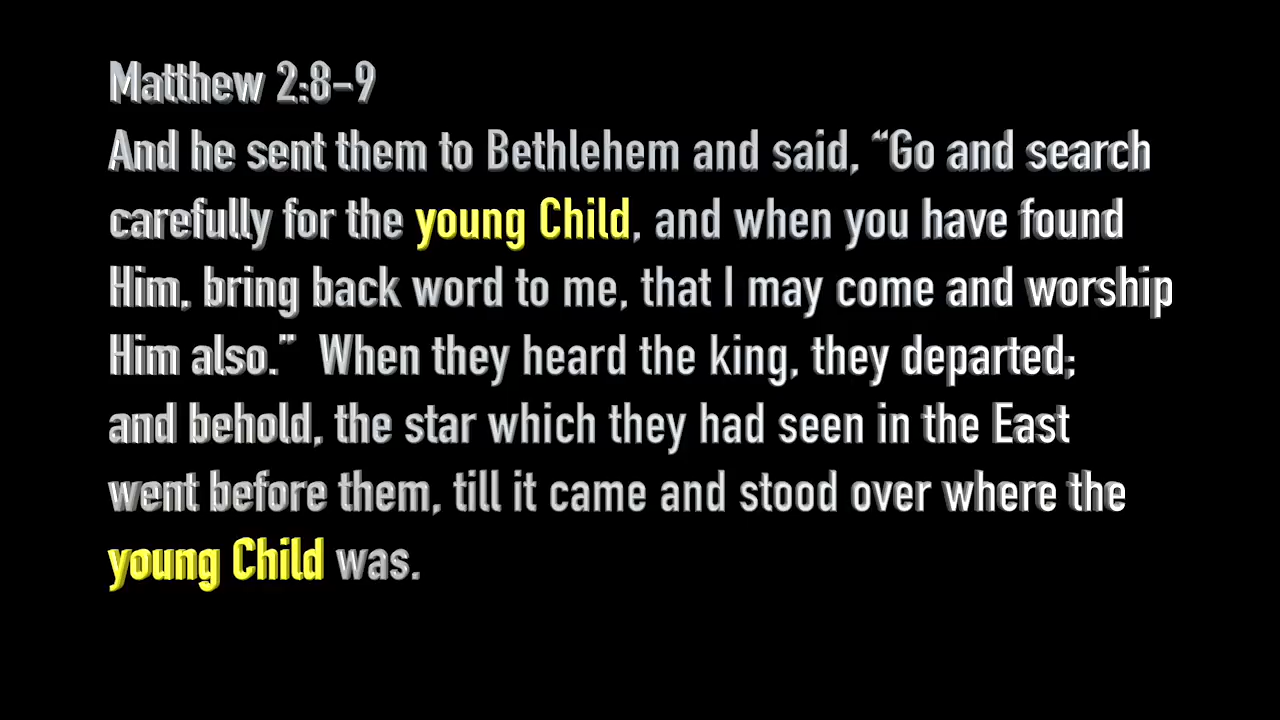 Matthew 2:8–9
And he sent them to Bethlehem and said, “Go and search
carefully for the young Child, and when you have found
Him, bring back word to me, that I may come and worship
Him also.”  When they heard the king, they departed;
and behold, the star which they had seen in the East
went before them, till it came and stood over where the
young Child was.